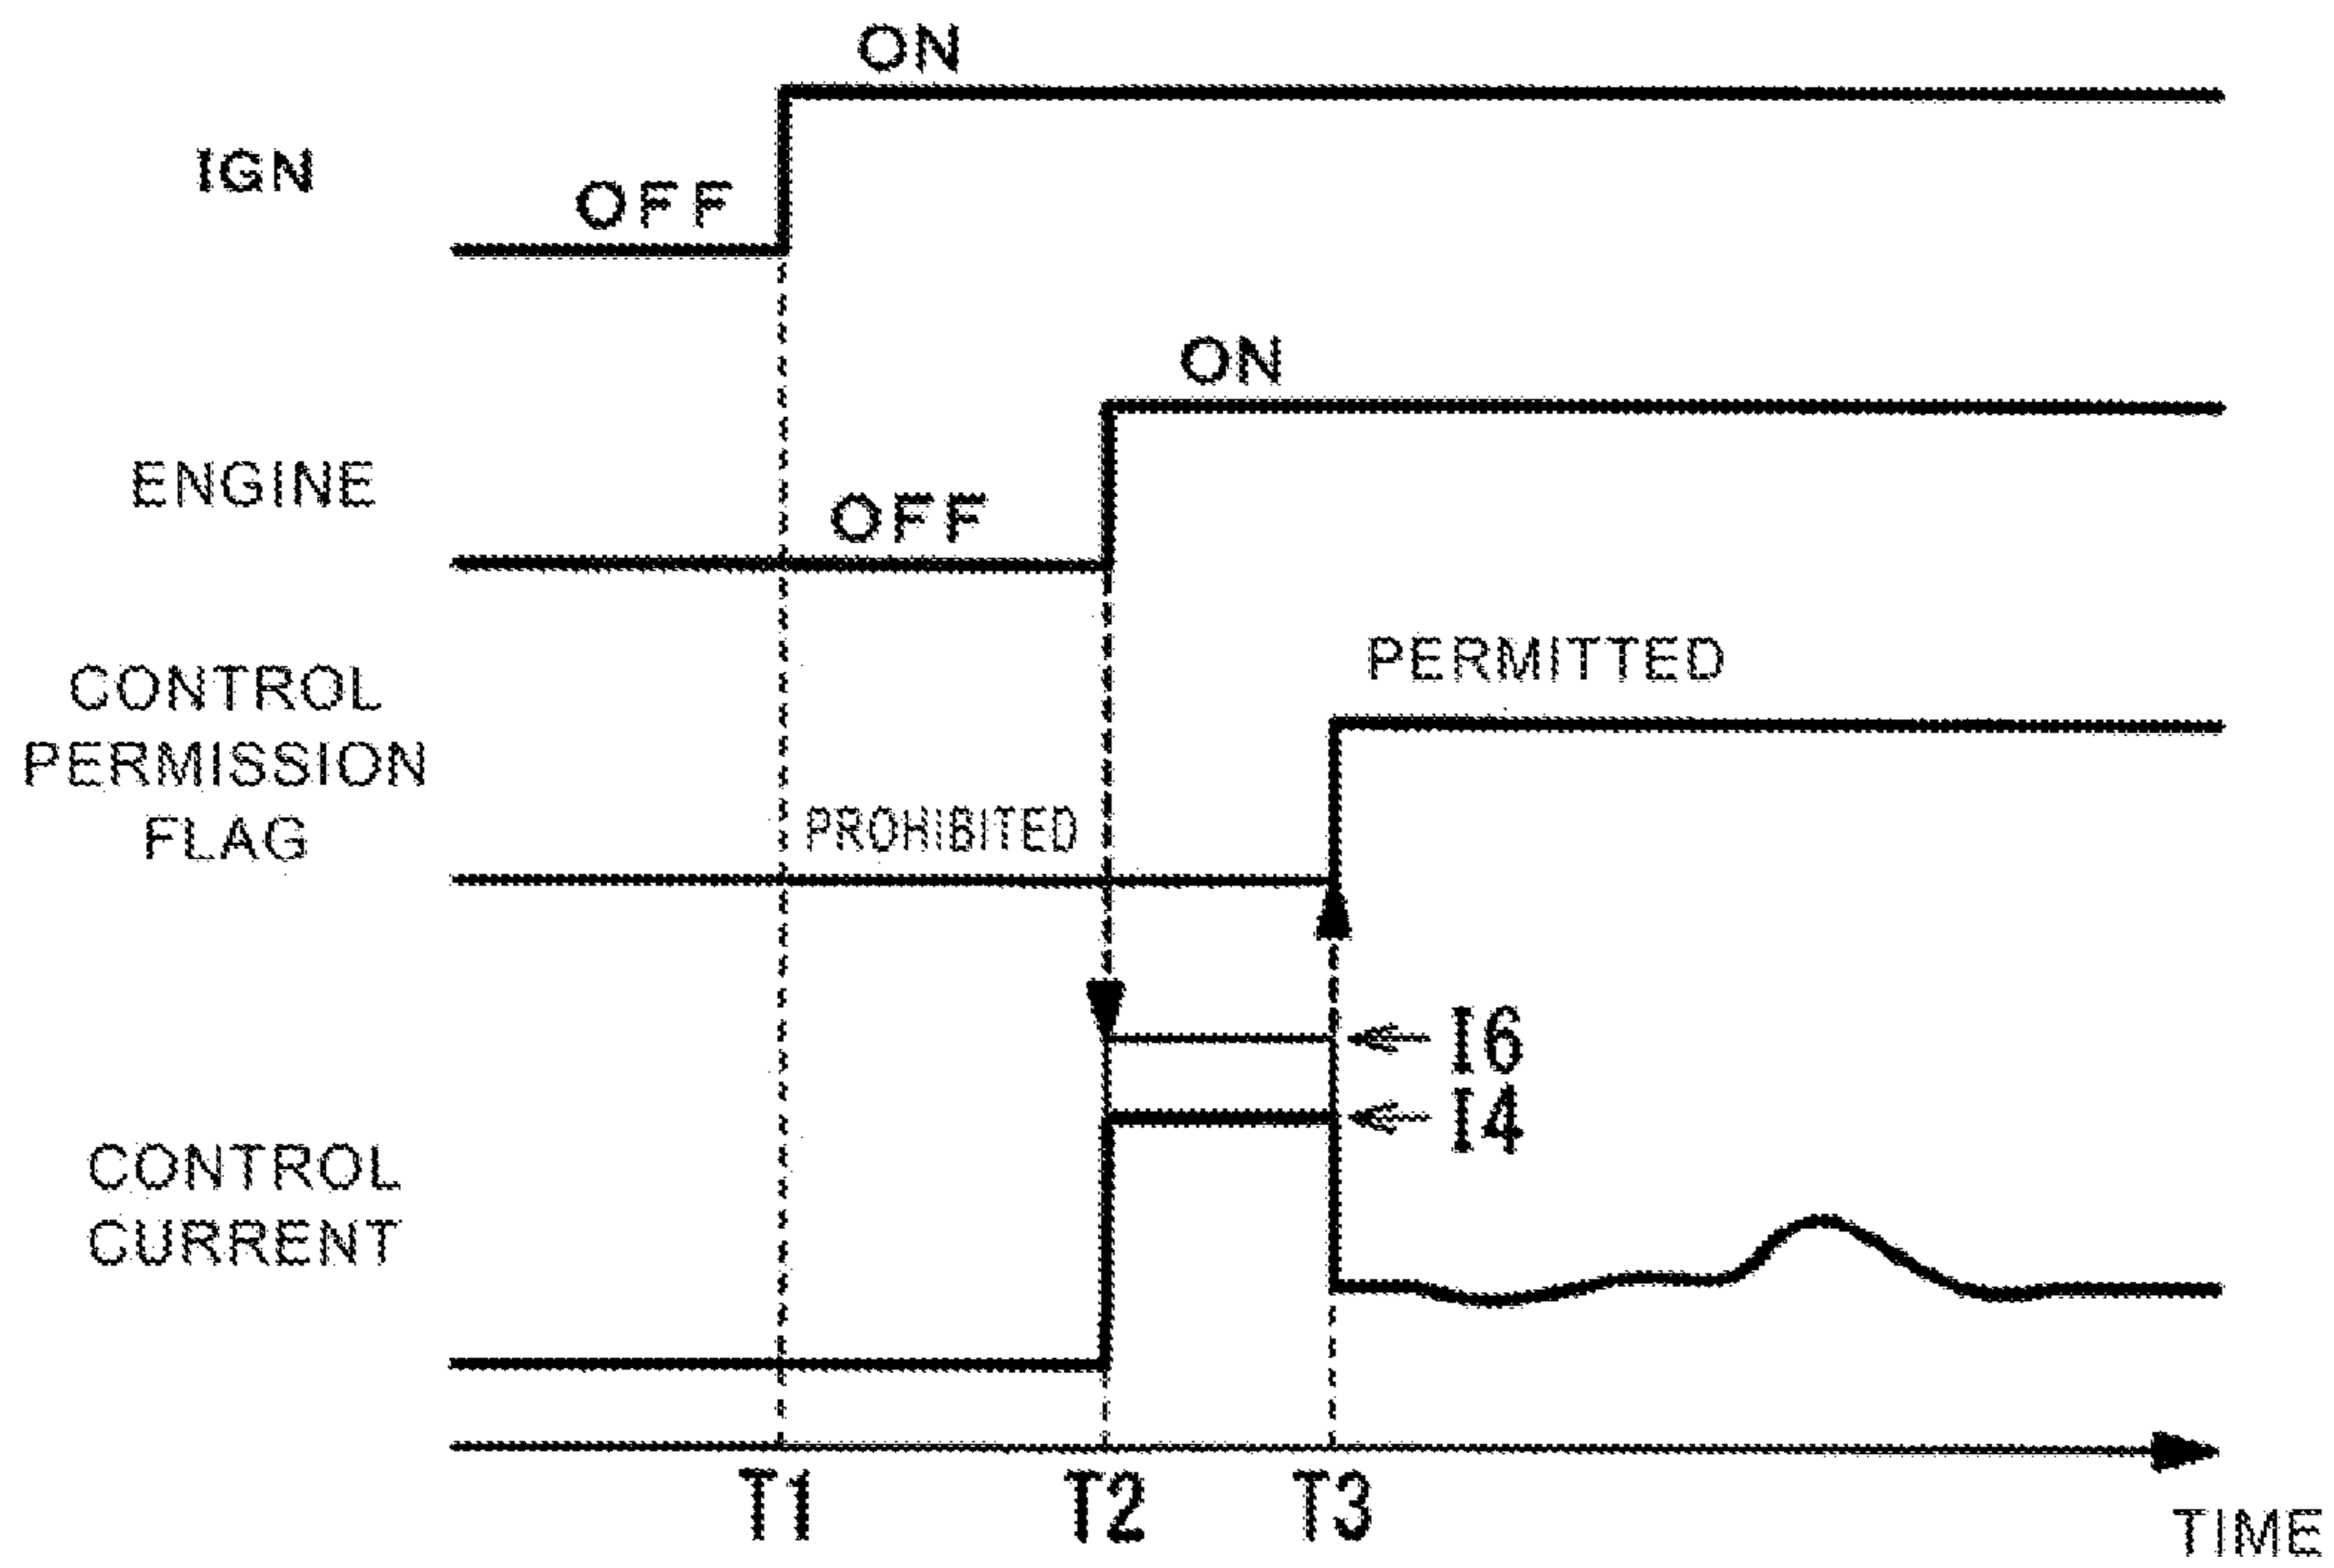 ON
IGN
OFF
ON
ENGINE
OFF
PERMITTED
CONTROL
PERMISSION
FLAG
PROHIBITED
I6
I4
CONTROL
CURRENT
T1 T2 T3
TIME